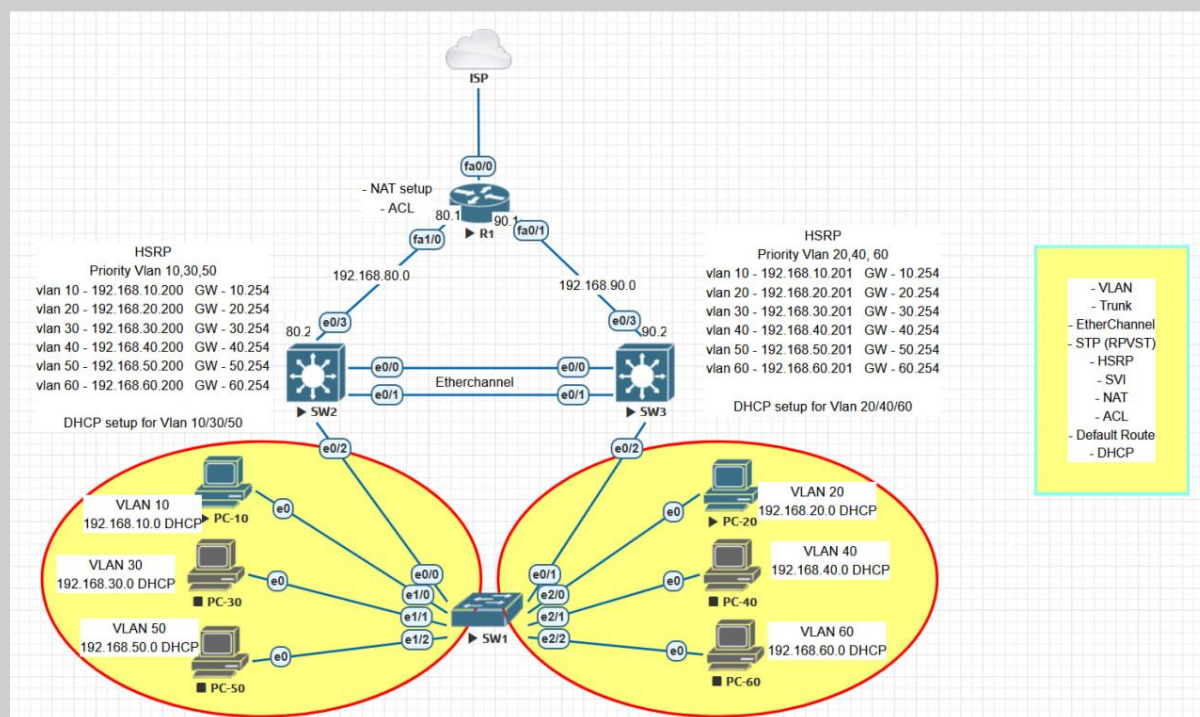 ISP
fa0/0
- NAT setup
- ACL
80.1
90.1
R1
fa1/0
fa0/1
HSRP
Priority Vlan 10,30,50
vlan 10 - 192.168.10.200 GW - 10.254
vlan 20 - 192.168.20.200 GW - 20.254
vlan 30 - 192.168.30.200 GW - 30.254
vlan 40 - 192.168.40.200 GW - 40.254
vlan 50 - 192.168.50.200 GW - 50.254
vlan 60 - 192.168.60.200 GW - 60.254
DHCP setup for Vlan 10/30/50
192.168.80.0
192.168.90.0
HSRP
Priority Vlan 20,40, 60
vlan 10 - 192.168.10.201 GW - 10.254
vlan 20 - 192.168.20.201 GW - 20.254
vlan 30 - 192.168.30.201 GW - 30.254
vlan 40 - 192.168.40.201 GW - 40.254
vlan 50 - 192.168.50.201 GW - 50.254
vlan 60 - 192.168.60.201 GW - 60.254
DHCP setup for Vlan 20/40/60
- VLAN
- Trunk
- EtherChannel
- STP (RPVST)
- HSRP
- SVI
- NAT
- ACL
- Default Route
- DHCP
80.2
e0/3
e0/3
90.2
e0/0
e0/0
Etherchannel
e0/1
e0/1
SW2
SW3
e0/2
e0/2
VLAN 10
192.168.10.0 DHCP
PC-10
e0
VLAN 30
192.168.30.0 DHCP
PC-30
e0
VLAN 50
192.168.50.0 DHCP
PC-50
e0
e0/0
e1/0
e1/1
e1/2
SW1
e0/1
e2/0
e2/1
e2/2
e0
VLAN 20
192.168.20.0 DHCP
PC-20
e0
VLAN 40
192.168.40.0 DHCP
PC-40
e0
VLAN 60
192.168.60.0 DHCP
PC-60